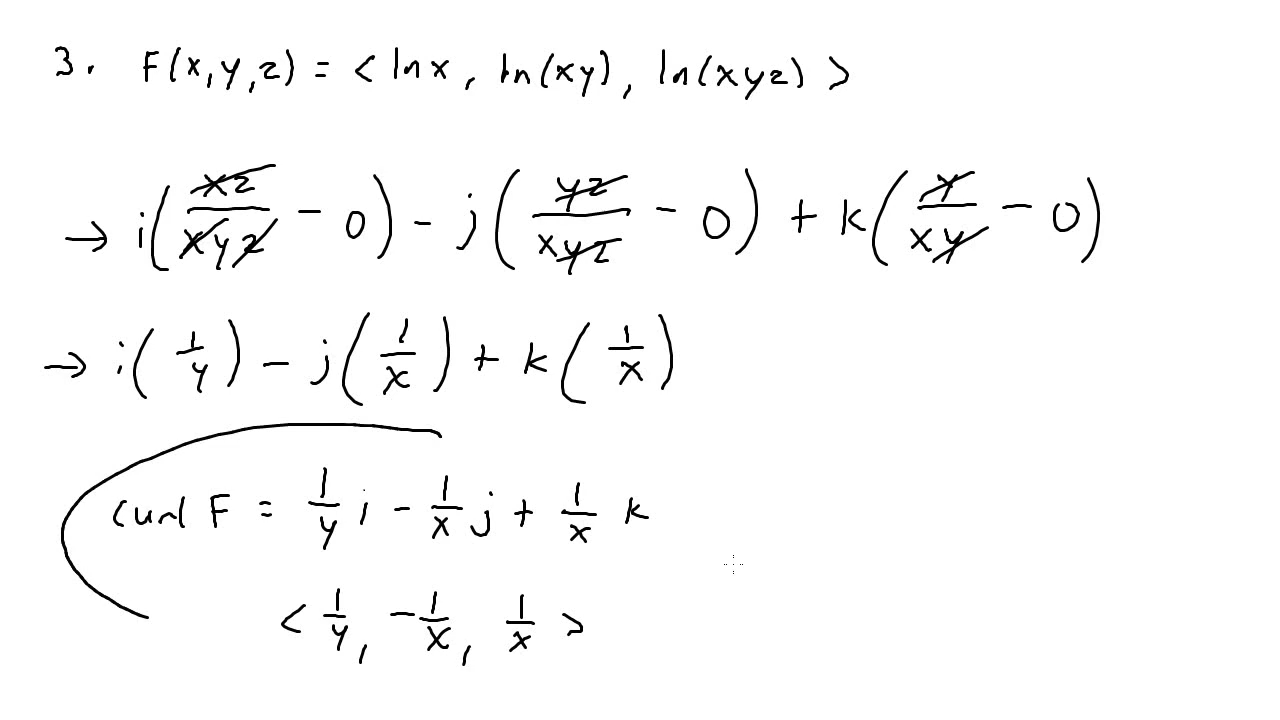 3. F(x,y,z) = < ln x, ln(xy), ln(xyz) >
→ i(xz/xyz - 0) - j(yz/xyz - 0) + k(y/xy - 0)
→ i(1/y) - j(1/x) + k(1/x)
curl F = 1/y i - 1/x j + 1/x k
< 1/y, -1/x, 1/x >